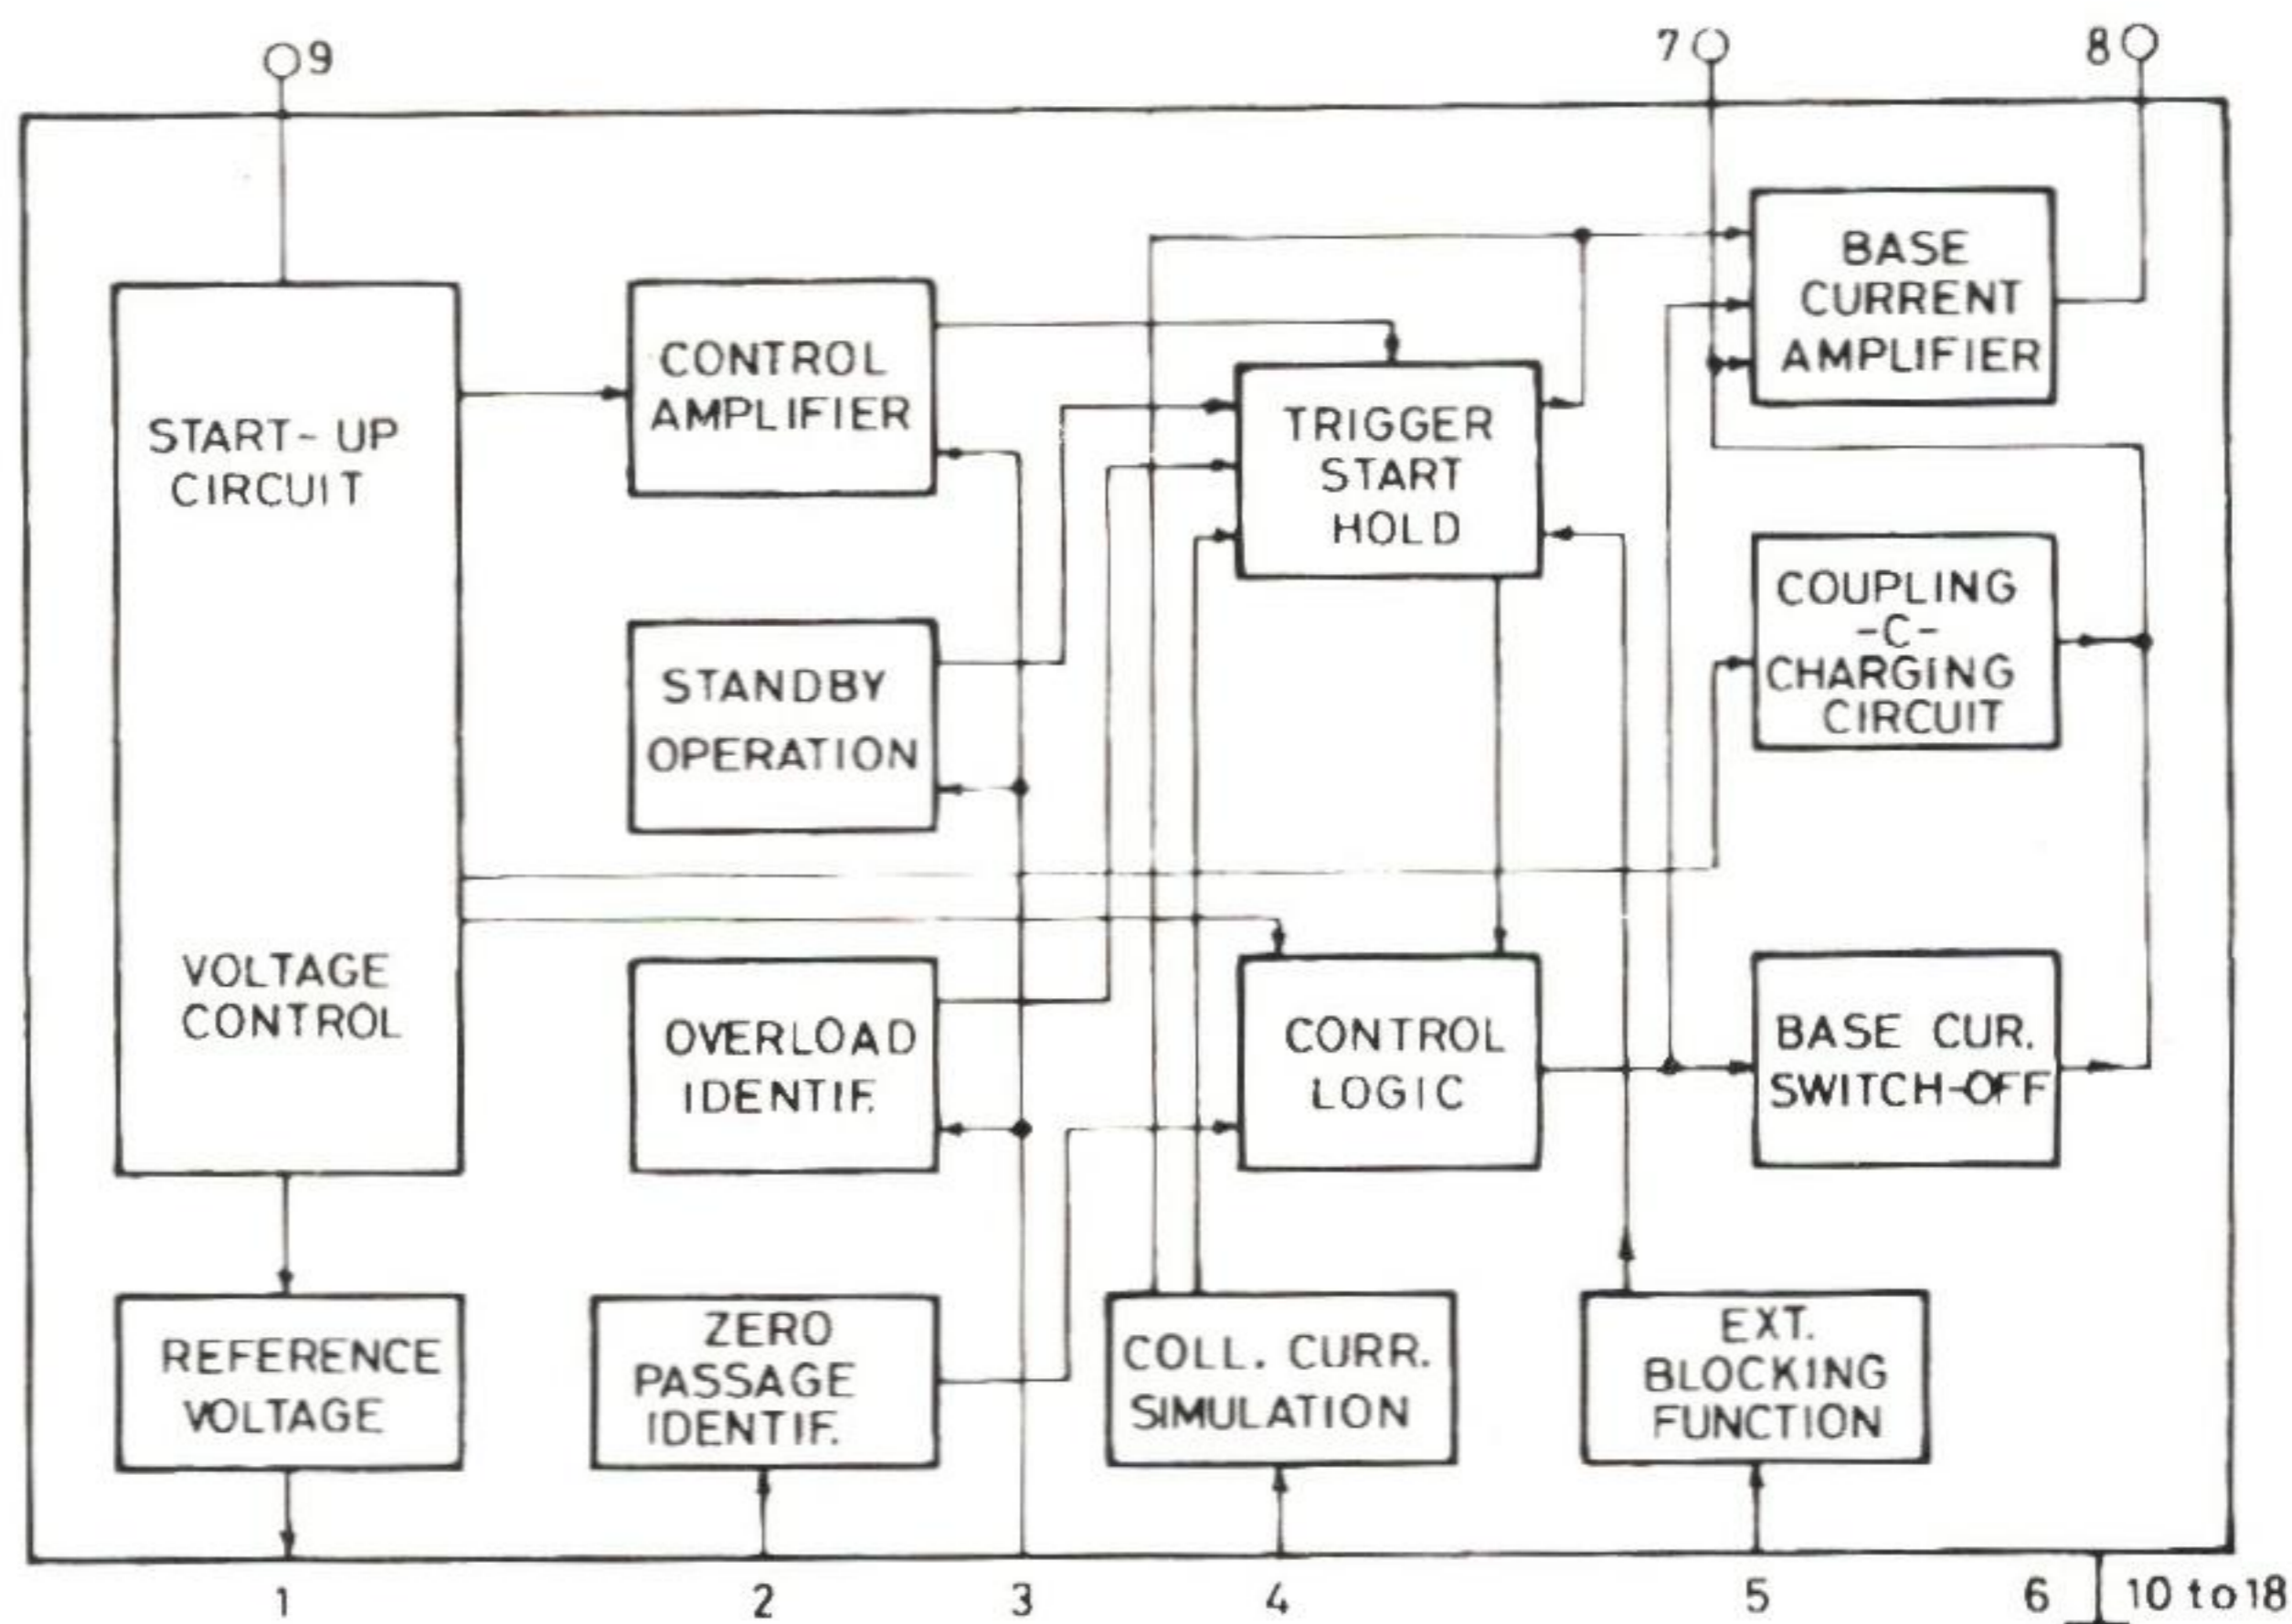 9
7
8
START-UP
CIRCUIT
VOLTAGE
CONTROL
CONTROL
AMPLIFIER
STANDBY
OPERATION
OVERLOAD
IDENTIF.
TRIGGER
START
HOLD
CONTROL
LOGIC
BASE
CURRENT
AMPLIFIER
COUPLING
-C-
CHARGING
CIRCUIT
BASE CUR.
SWITCH-OFF
REFERENCE
VOLTAGE
ZERO
PASSAGE
IDENTIF.
COLL. CURR.
SIMULATION
EXT.
BLOCKING
FUNCTION
1 2 3 4 5 6 10 to 18